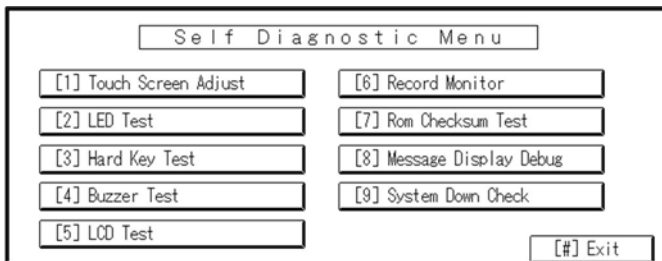 Self Diagnostic Menu
[1] Touch Screen Adjust
[2] LED Test
[3] Hard Key Test
[4] Buzzer Test
[5] LCD Test
[6] Record Monitor
[7] Rom Checksum Test
[8] Message Display Debug
[9] System Down Check
[#] Exit